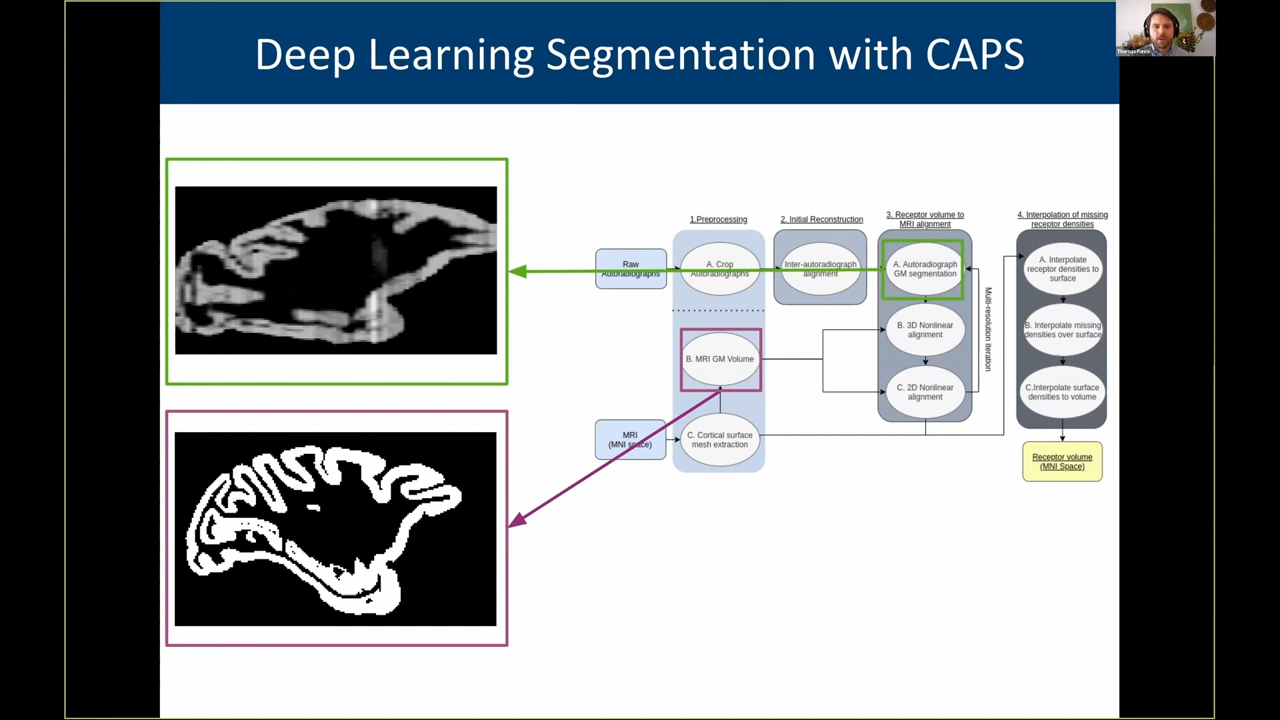 Deep Learning Segmentation with CAPS
Thomas Funck
1.Preprocessing
2. Initial Reconstruction
3. Receptor volume to
MRI alignment
4. Interpolation of missing
receptor densities
Raw
Autoradiographs
A. Crop
Autoradiographs
Inter-autoradiograph
alignment
A. Autoradiograph
GM segmentation
A. Interpolate
receptor densities to
surface
B. 3D Nonlinear
alignment
Multi-resolution iteration
B. Interpolate missing
densities over surface
B. MRI GM Volume
C. 2D Nonlinear
alignment
C.Interpolate surface
densities to volume
MRI
(MNI space)
C. Cortical surface
mesh extraction
Receptor volume
(MNI Space)